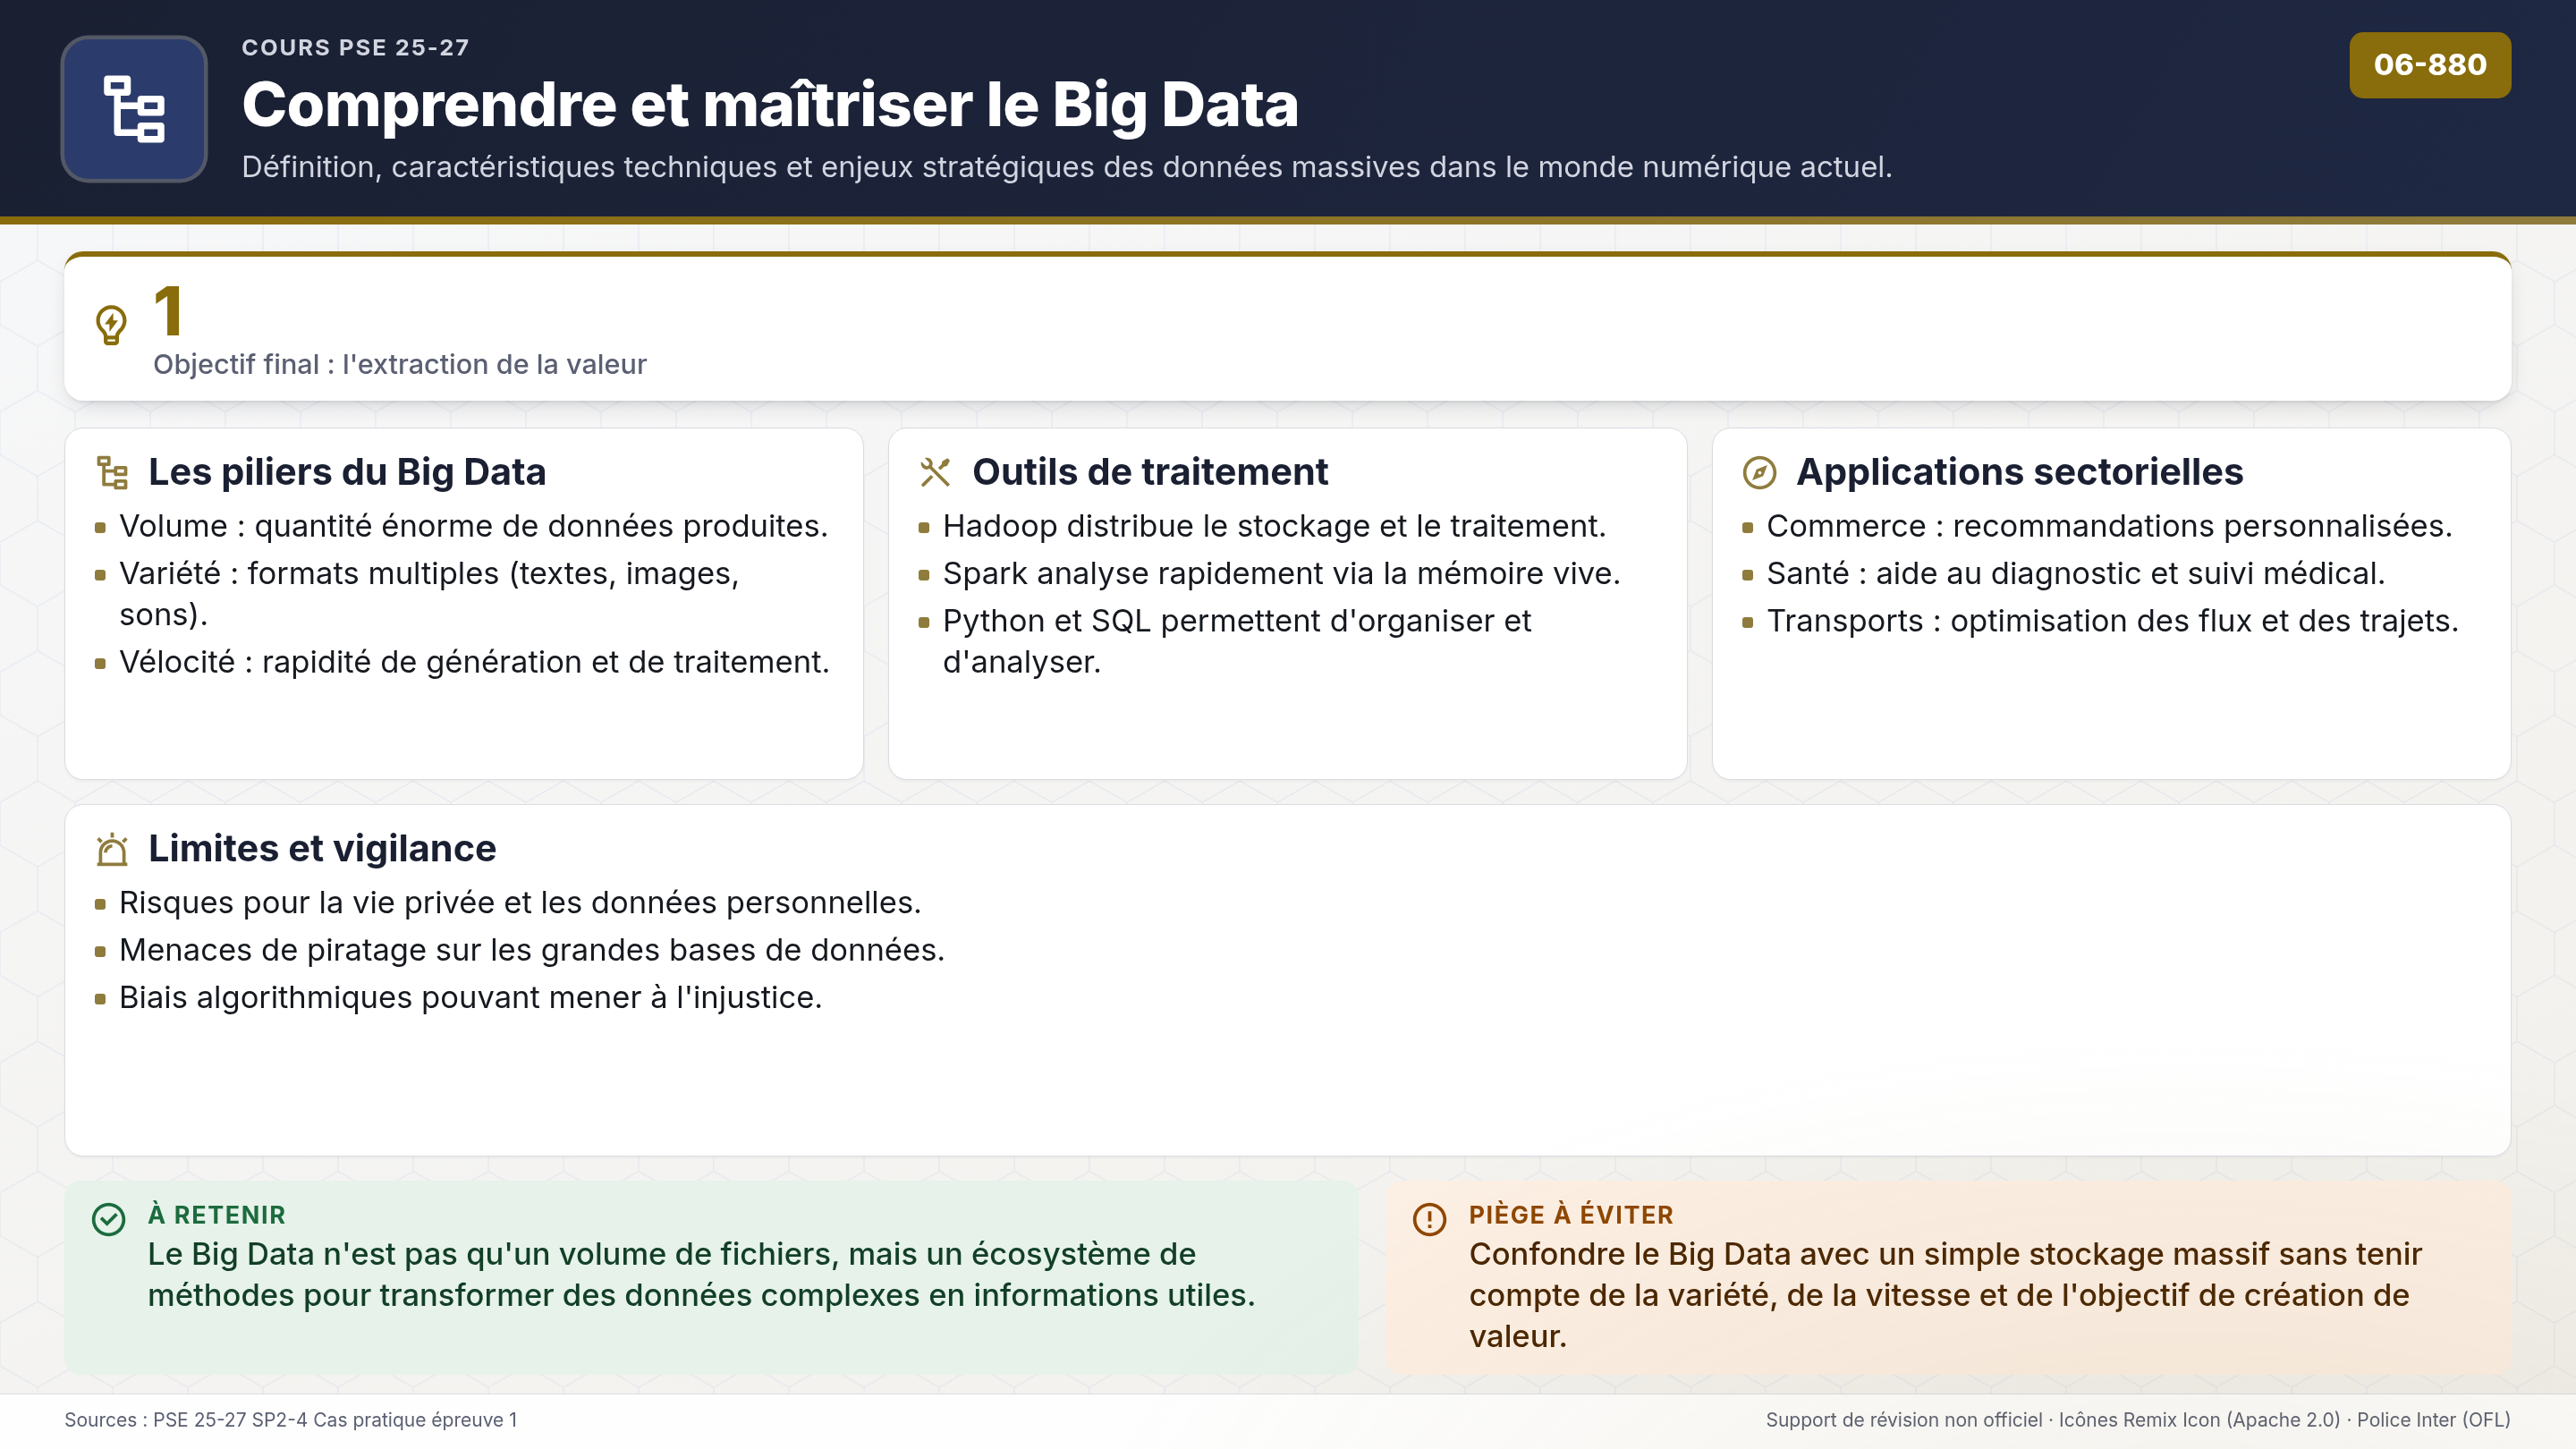 COURS PSE 25-27
Comprendre et maîtriser le Big Data
Définition, caractéristiques techniques et enjeux stratégiques des données massives dans le monde numérique actuel.
06-880
1
Objectif final : l'extraction de la valeur
Les piliers du Big Data
Volume : quantité énorme de données produites.
Variété : formats multiples (textes, images,
sons).
Vélocité : rapidité de génération et de traitement.
Outils de traitement
Hadoop distribue le stockage et le traitement.
Spark analyse rapidement via la mémoire vive.
Python et SQL permettent d'organiser et
d'analyser.
Applications sectorielles
Commerce : recommandations personnalisées.
Santé : aide au diagnostic et suivi médical.
Transports : optimisation des flux et des trajets.
Limites et vigilance
Risques pour la vie privée et les données personnelles.
Menaces de piratage sur les grandes bases de données.
Biais algorithmiques pouvant mener à l'injustice.
À RETENIR
Le Big Data n'est pas qu'un volume de fichiers, mais un écosystème de
méthodes pour transformer des données complexes en informations utiles.
PIÈGE À ÉVITER
Confondre le Big Data avec un simple stockage massif sans tenir
compte de la variété, de la vitesse et de l'objectif de création de
valeur.
Sources : PSE 25-27 SP2-4 Cas pratique épreuve 1
Support de révision non officiel · Icônes Remix Icon (Apache 2.0) · Police Inter (OFL)